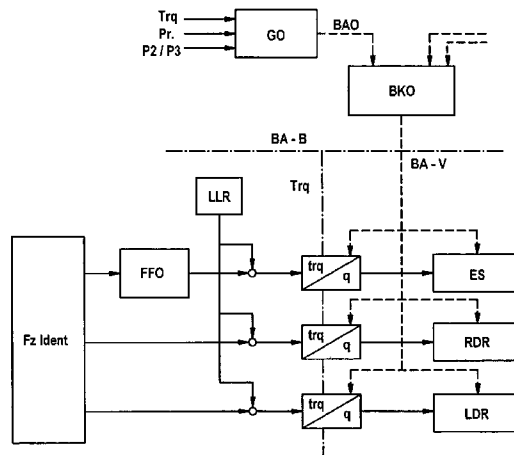 Trq
Pr.
P2 / P3
GO
BAO
BKO
BA - B
BA - V
Trq
LLR
Fz Ident
FFO
trq
q
ES
trq
q
RDR
trq
q
LDR